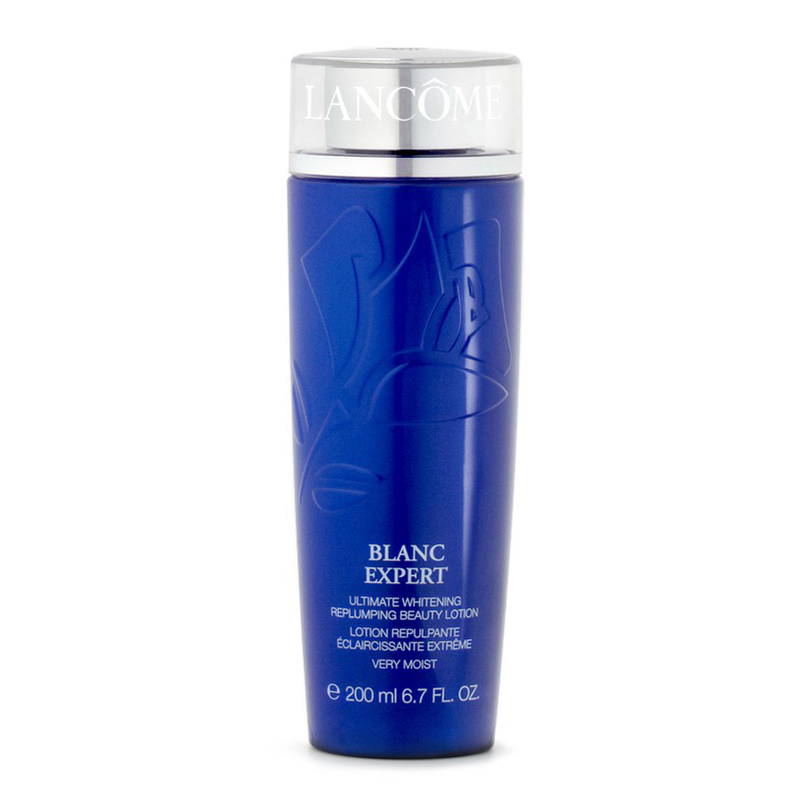 LANCÔME
BLANC
EXPERT
ULTIMATE WHITENING
REPLUMPING BEAUTY LOTION
LOTION REPULPANTE
ÉCLAIRCISSANTE EXTRÊME
VERY MOIST
℮ 200 ml 6.7 FL. OZ.